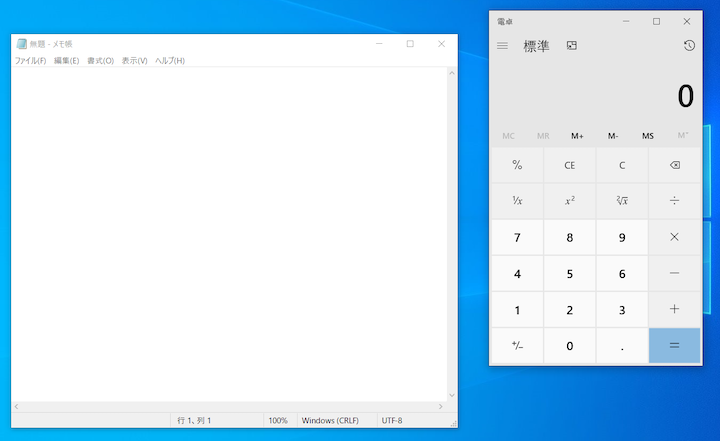 無題 - メモ帳
ファイル(F) 編集(E) 書式(O) 表示(V) ヘルプ(H)
行 1、列 1 100% Windows (CRLF) UTF-8
電卓
標準
0
MC MR M+ M- MS M˅
% CE C
¹/x x² ²√x ÷
7 8 9 ×
4 5 6 −
1 2 3 +
+/− 0 . =